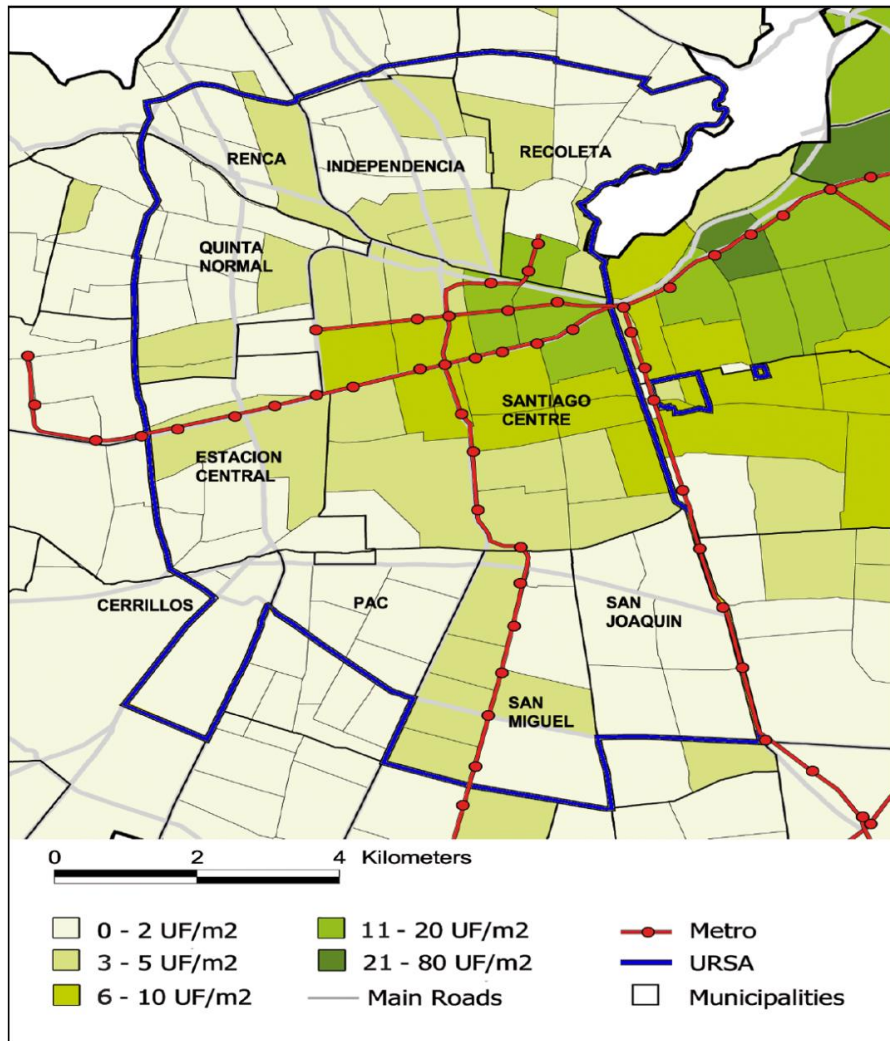 RENCA
INDEPENDENCIA
RECOLETA
QUINTA
NORMAL
SANTIAGO
CENTRE
ESTACION
CENTRAL
CERRILLOS
PAC
SAN
JOAQUIN
SAN
MIGUEL
0 2 4 Kilometers
0 - 2 UF/m2
3 - 5 UF/m2
6 - 10 UF/m2
11 - 20 UF/m2
21 - 80 UF/m2
Main Roads
Metro
URSA
Municipalities